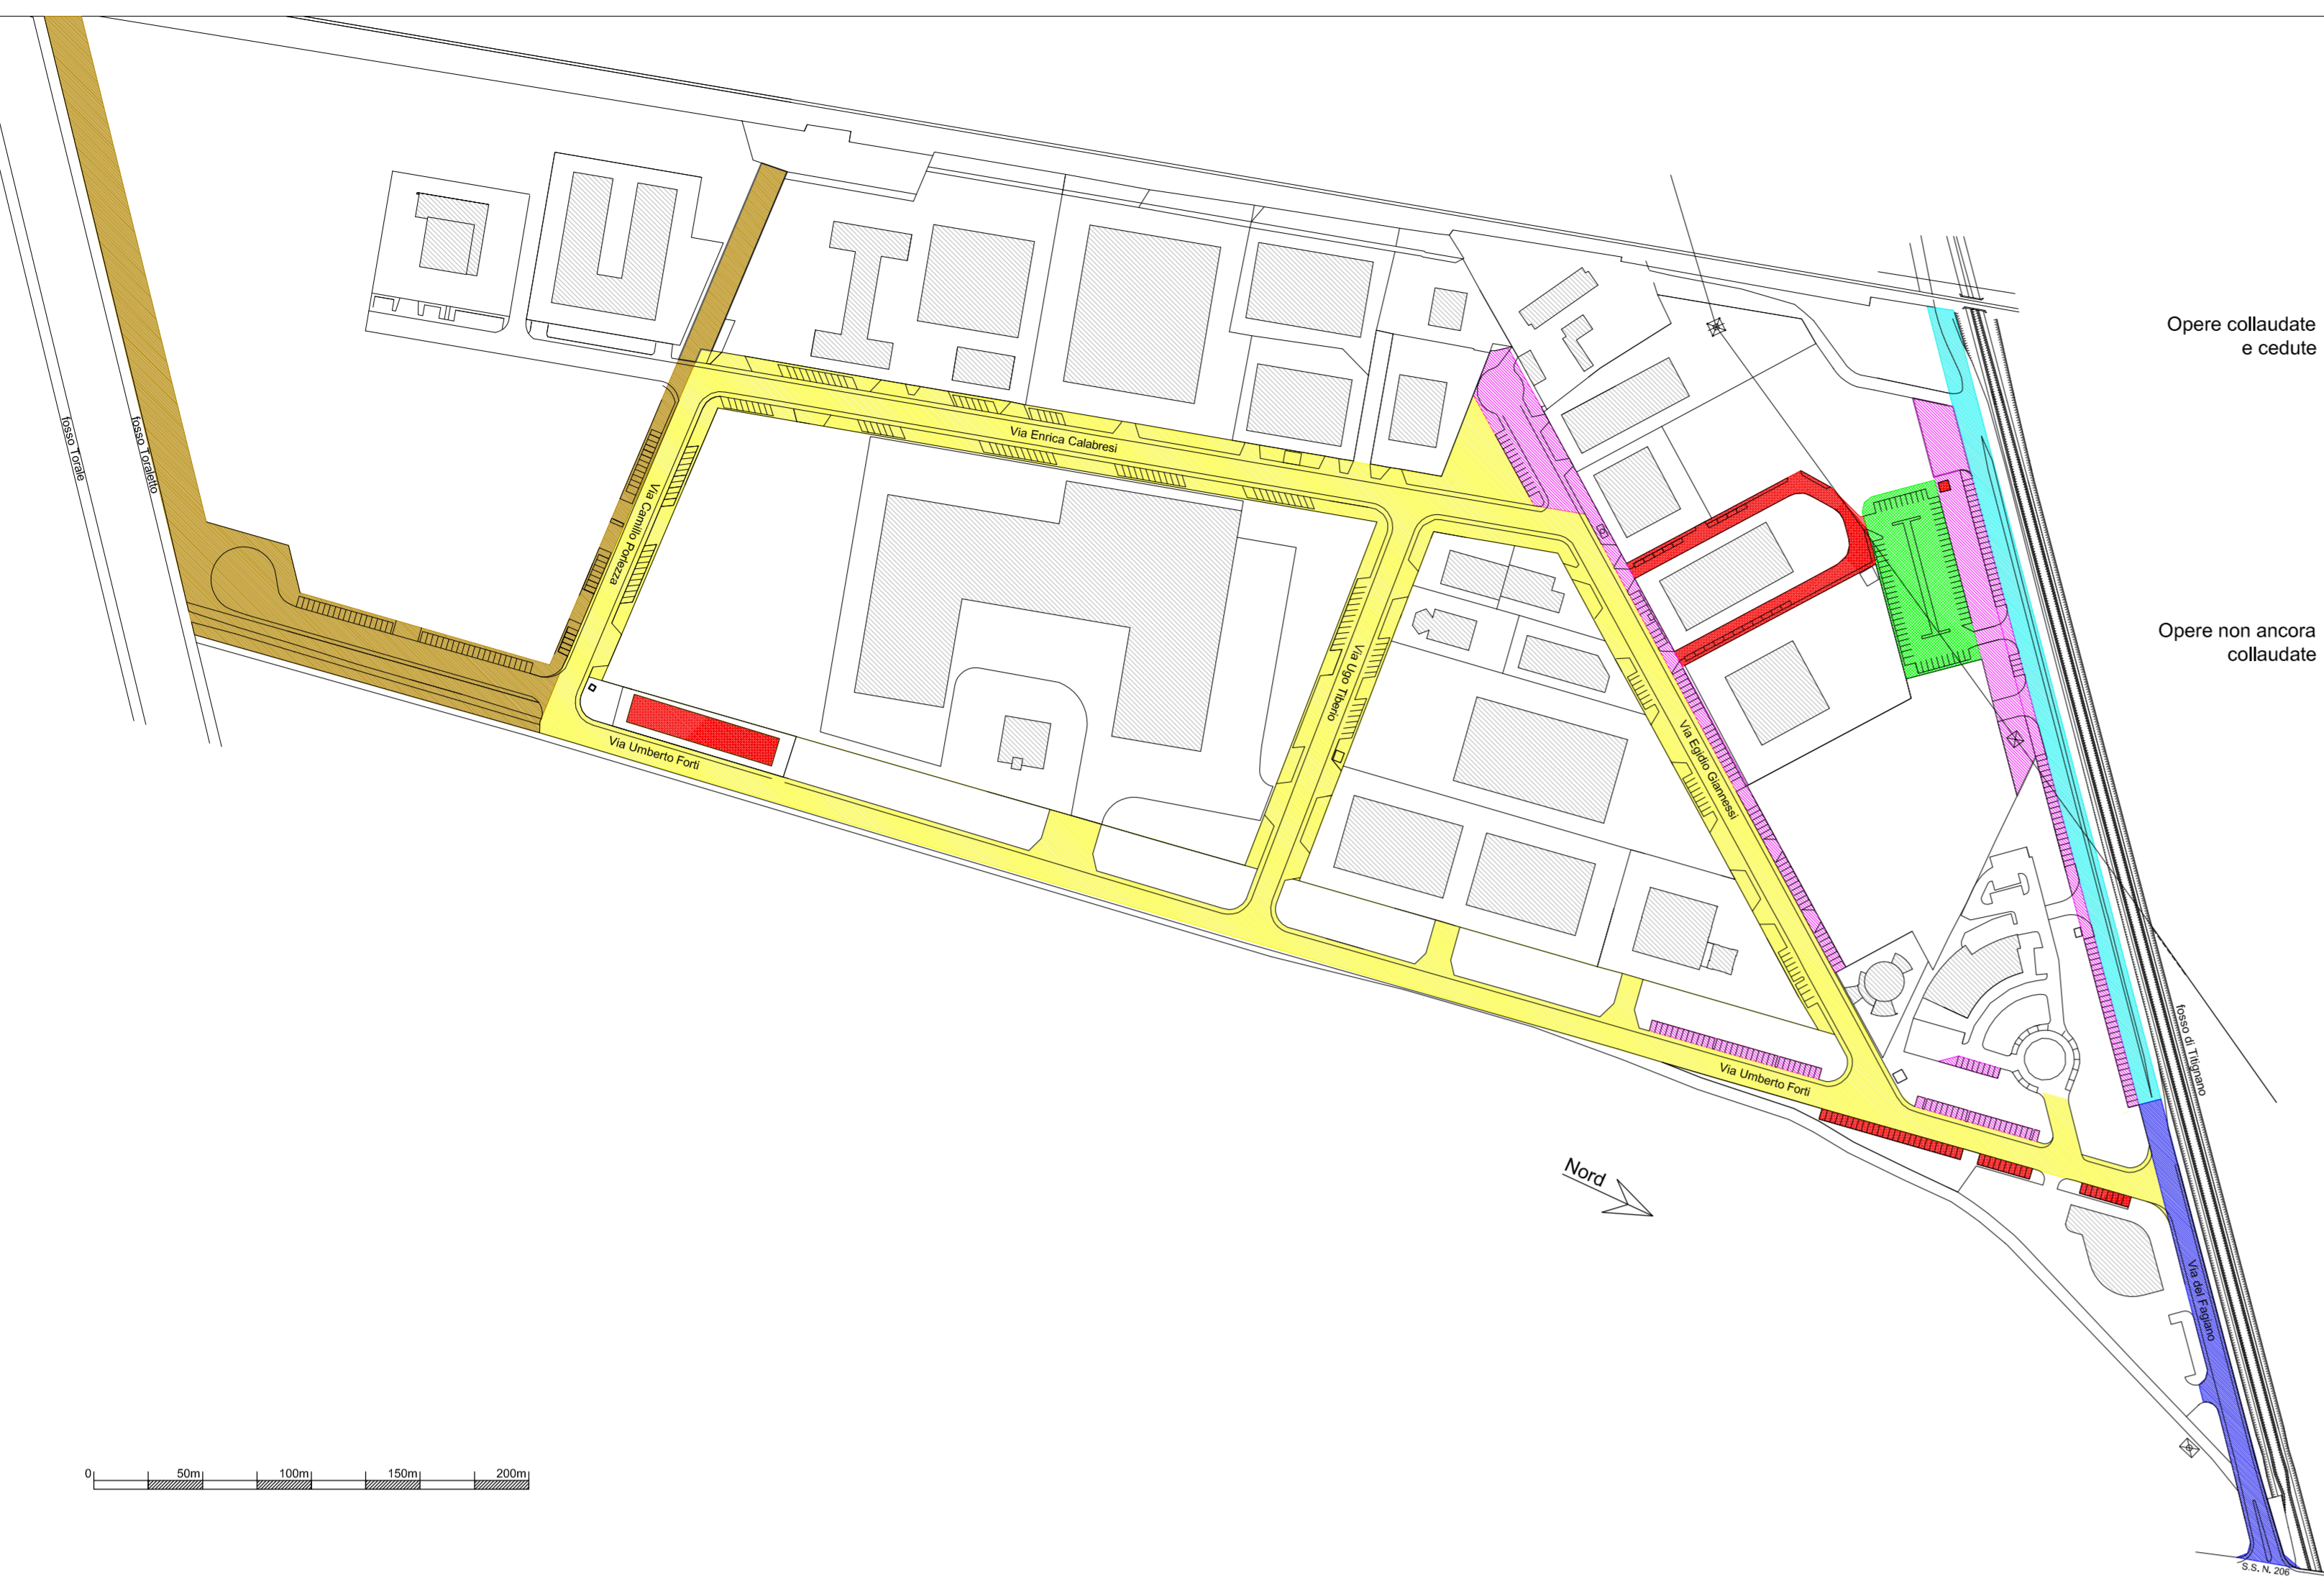 Opere collaudate
e cedute
fosso Torale
fosso Toraletto
Via Enrica Calabresi
Via Camillo Porlezza
Opere non ancora
collaudate
Via Ugo Tiberio
Via Egidio Giannessi
Via Umberto Forti
Via Umberto Forti
fosso di Titignano
Nord
Via del Fagiano
0 50m 100m 150m 200m
S.S. N. 206